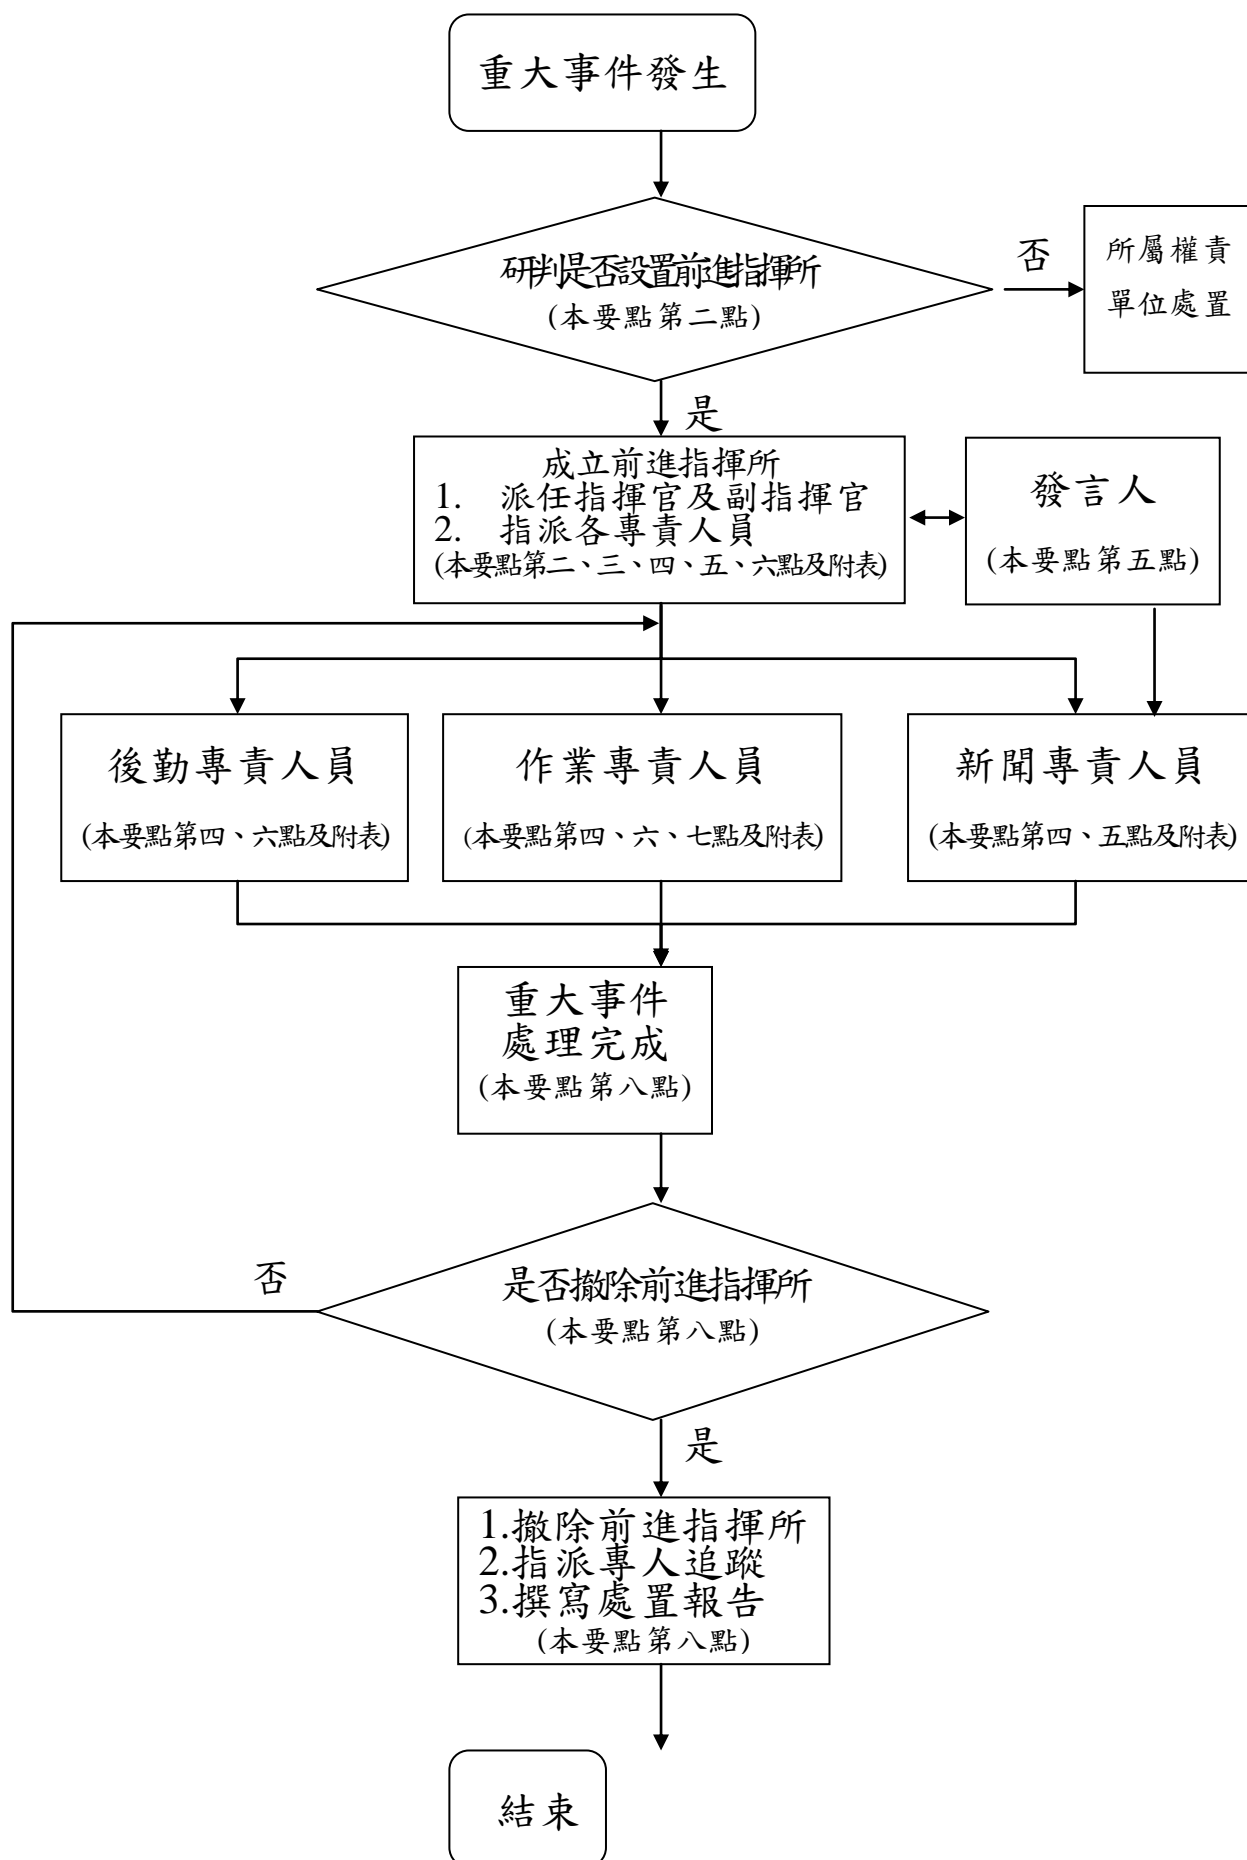 重大事件發生
研判是否設置前進指揮所
(本要點第二點)
否
所屬權責
單位處置
是
成立前進指揮所
1. 派任指揮官及副指揮官
2. 指派各專責人員
(本要點第二、三、四、五、六點及附表)
發言人
(本要點第五點)
後勤專責人員
(本要點第四、六點及附表)
作業專責人員
(本要點第四、六、七點及附表)
新聞專責人員
(本要點第四、五點及附表)
重大事件
處理完成
(本要點第八點)
否
是否撤除前進指揮所
(本要點第八點)
是
1.撤除前進指揮所
2.指派專人追蹤
3.撰寫處置報告
(本要點第八點)
結束